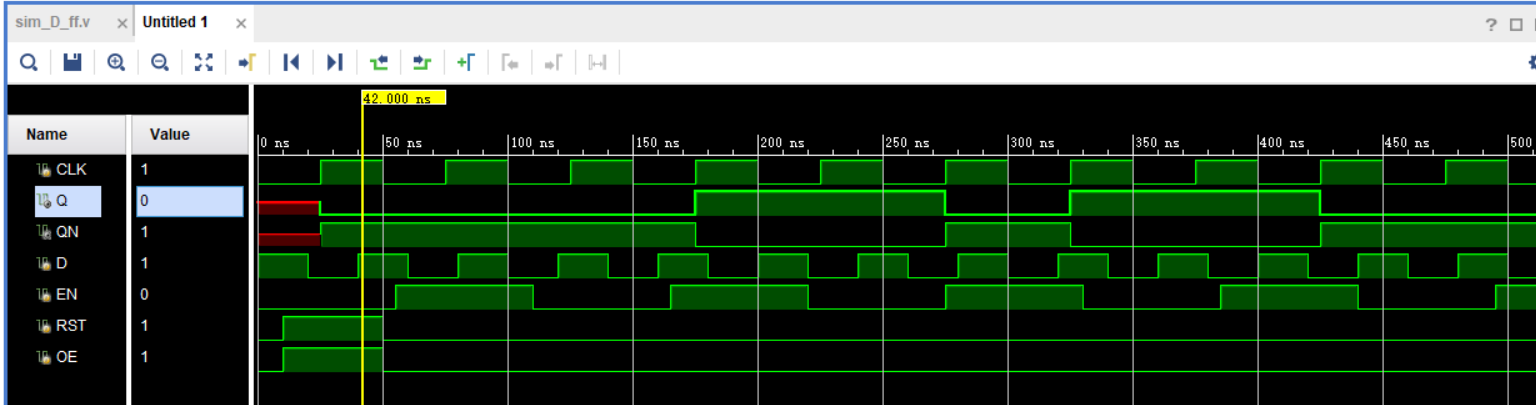 sim_D_ff.v × Untitled 1 × ?
42.000 ns
Name Value
0 ns 50 ns 100 ns 150 ns 200 ns 250 ns 300 ns 350 ns 400 ns 450 ns 500
CLK 1
Q 0
QN 1
D 1
EN 0
RST 1
OE 1